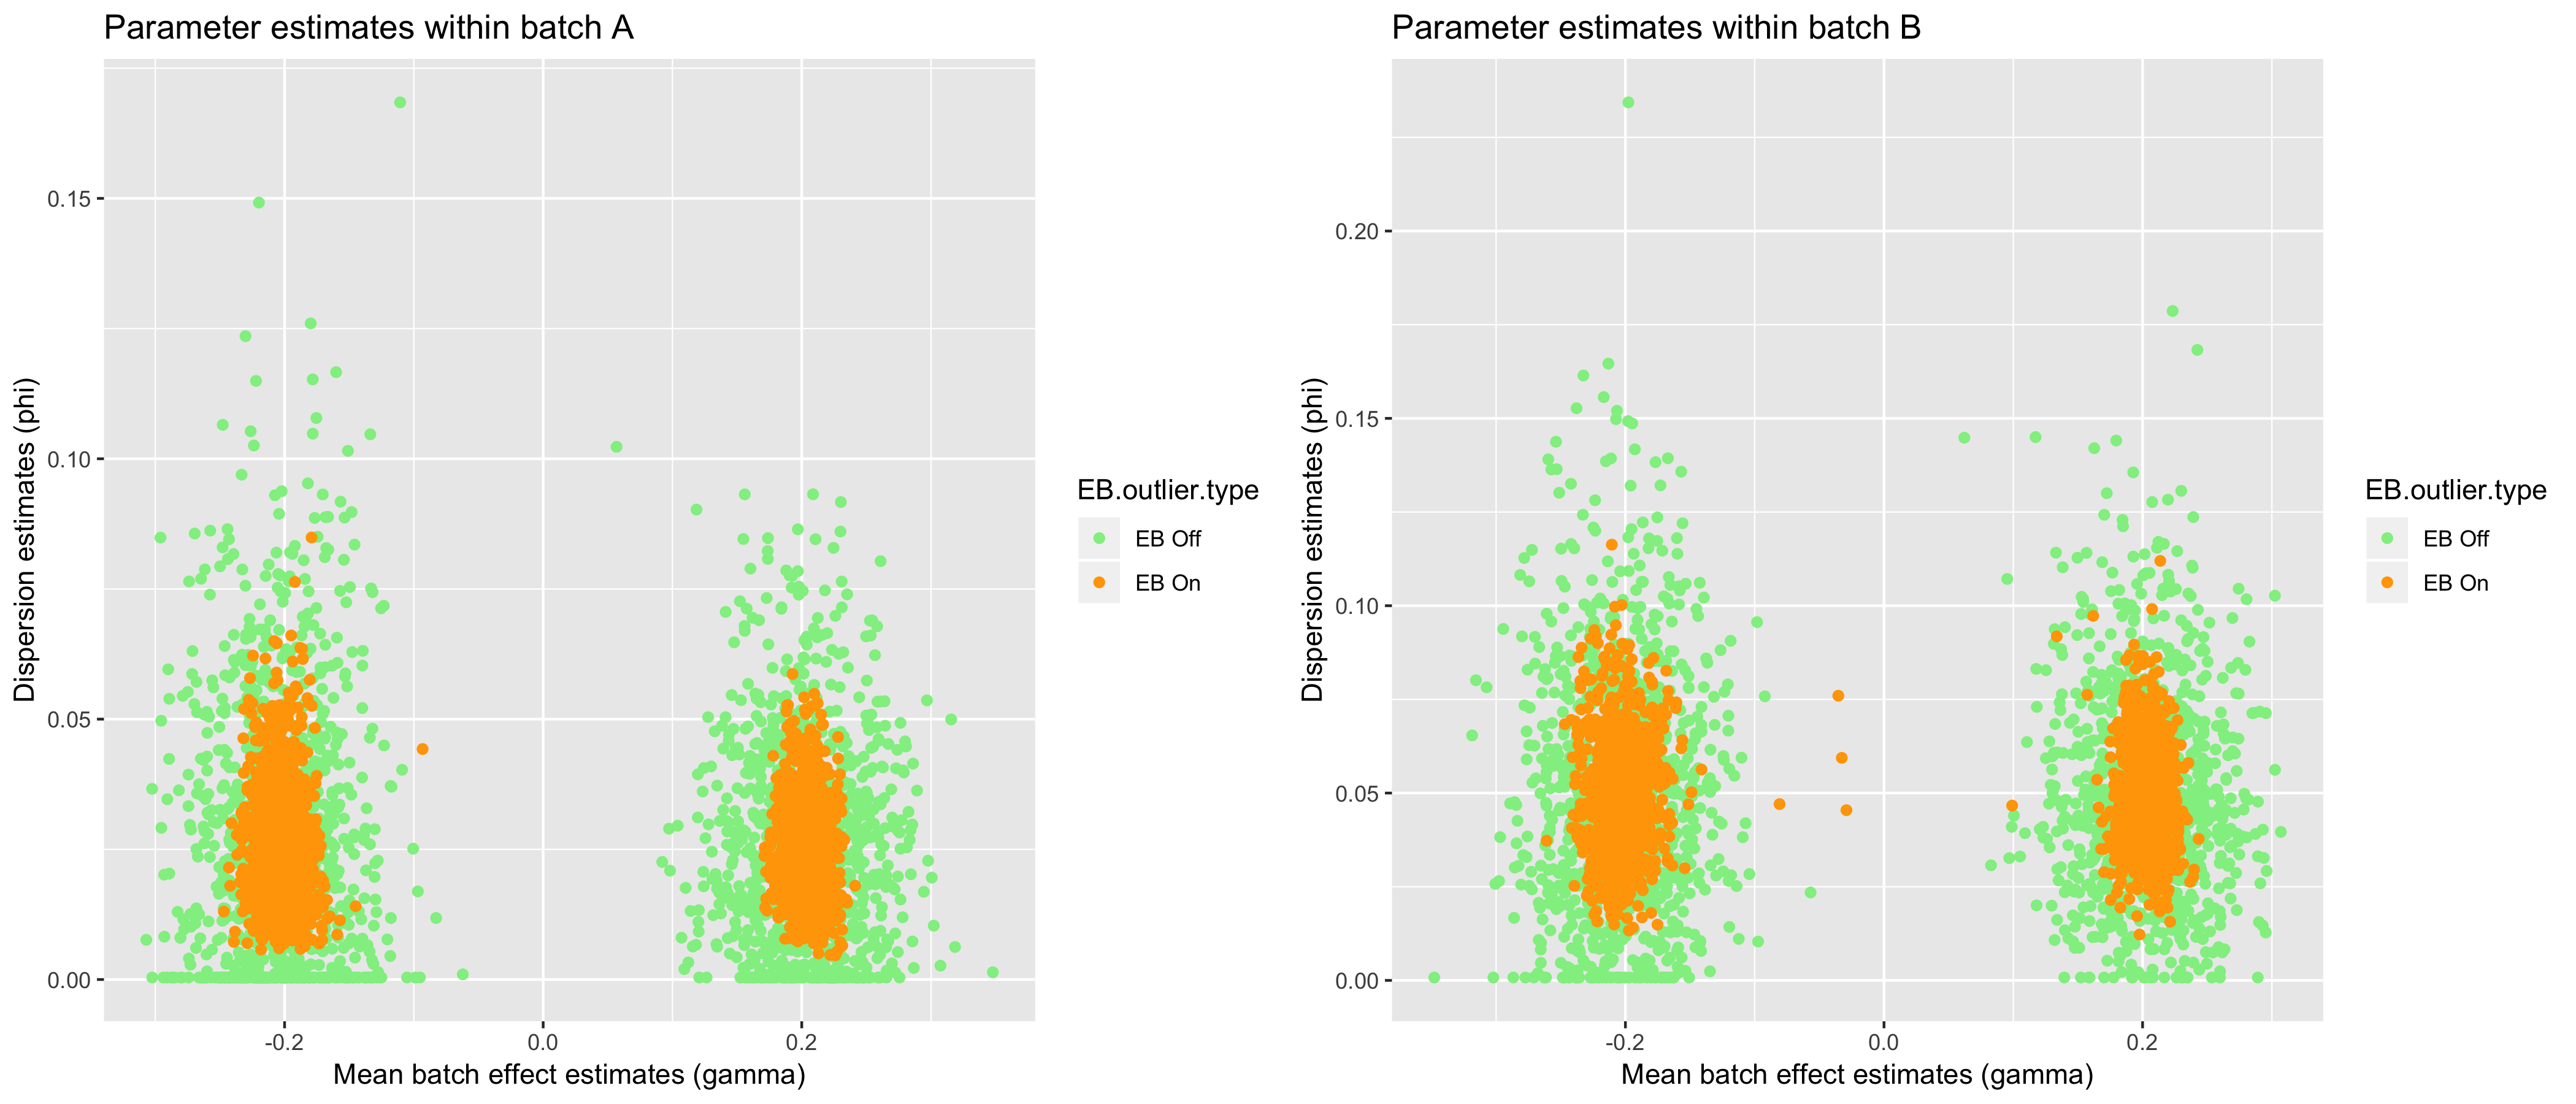 Parameter estimates within batch A
Dispersion estimates (phi)
0.15
0.10
0.05
0.00
-0.2
0.0
0.2
Mean batch effect estimates (gamma)
EB.outlier.type
EB Off
EB On
Parameter estimates within batch B
Dispersion estimates (phi)
0.20
0.15
0.10
0.05
0.00
-0.2
0.0
0.2
Mean batch effect estimates (gamma)
EB.outlier.type
EB Off
EB On